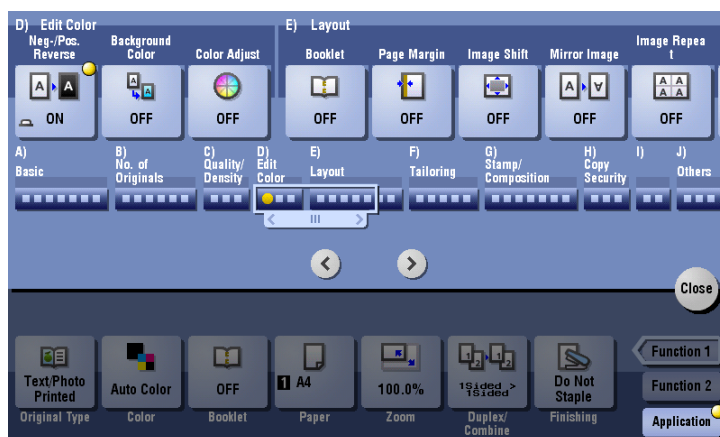 D) Edit Color
E) Layout
Neg-/Pos.
Reverse
Background
Color
Color Adjust
Booklet
Page Margin
Image Shift
Mirror Image
Image Repea
t
ON
OFF
OFF
OFF
OFF
OFF
OFF
OFF
A)
Basic
B)
No. of
Originals
C)
Quality/
Density
D)
Edit
Color
E)
Layout
F)
Tailoring
G)
Stamp/
Composition
H)
Copy
Security
I)
J)
Others
Close
Text/Photo
Printed
Auto Color
OFF
1 A4
100.0%
1Sided >
1Sided
Do Not
Staple
Original Type
Color
Booklet
Paper
Zoom
Duplex/
Combine
Finishing
Function 1
Function 2
Application